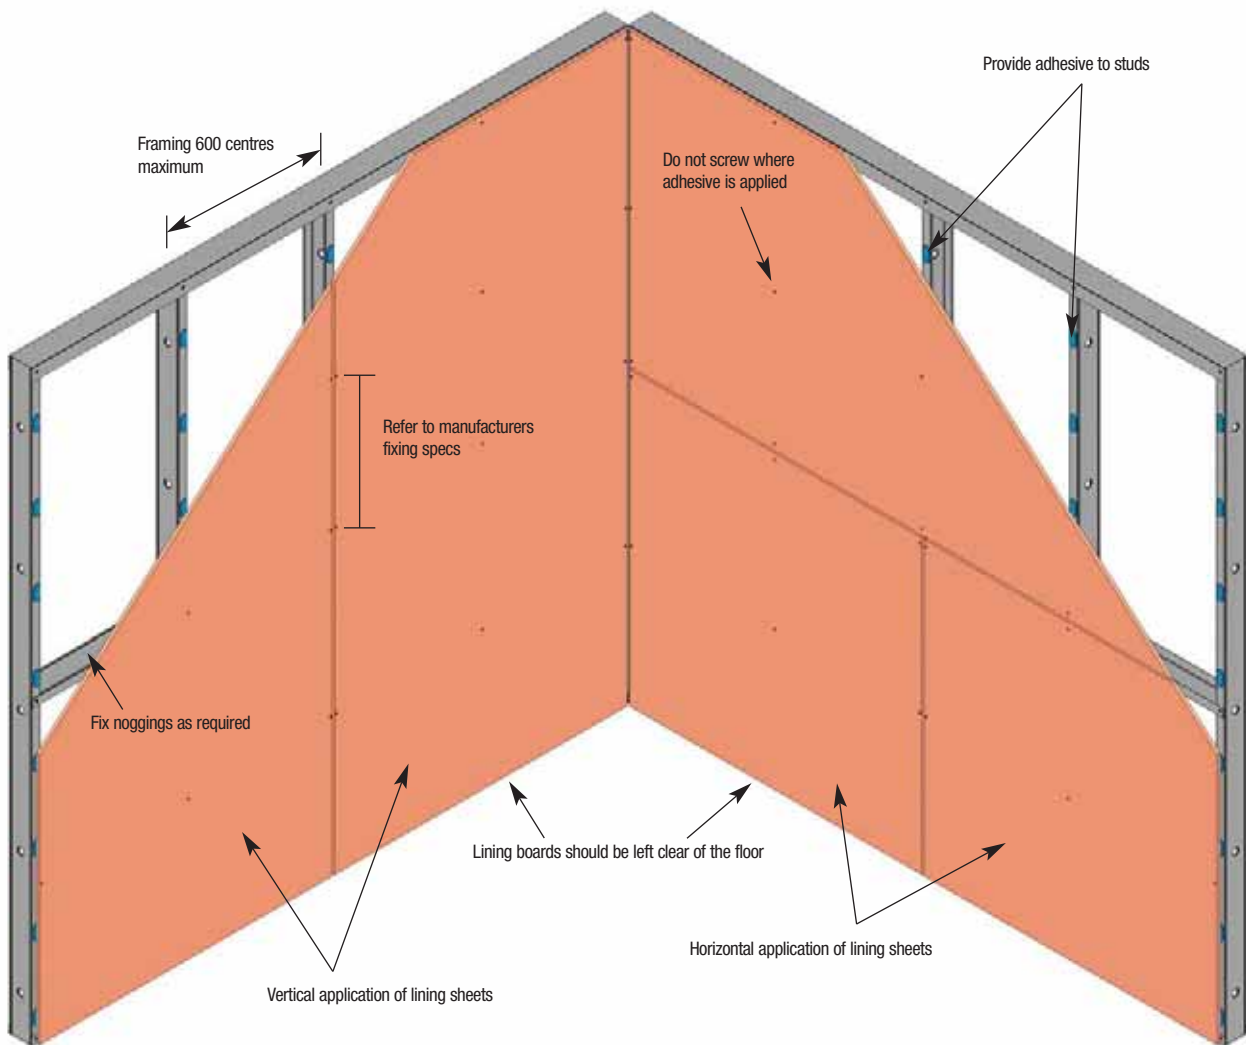 Provide adhesive to studs
Framing 600 centres
maximum
Do not screw where
adhesive is applied
Refer to manufacturers
fixing specs
Fix noggings as required
Lining boards should be left clear of the floor
Horizontal application of lining sheets
Vertical application of lining sheets